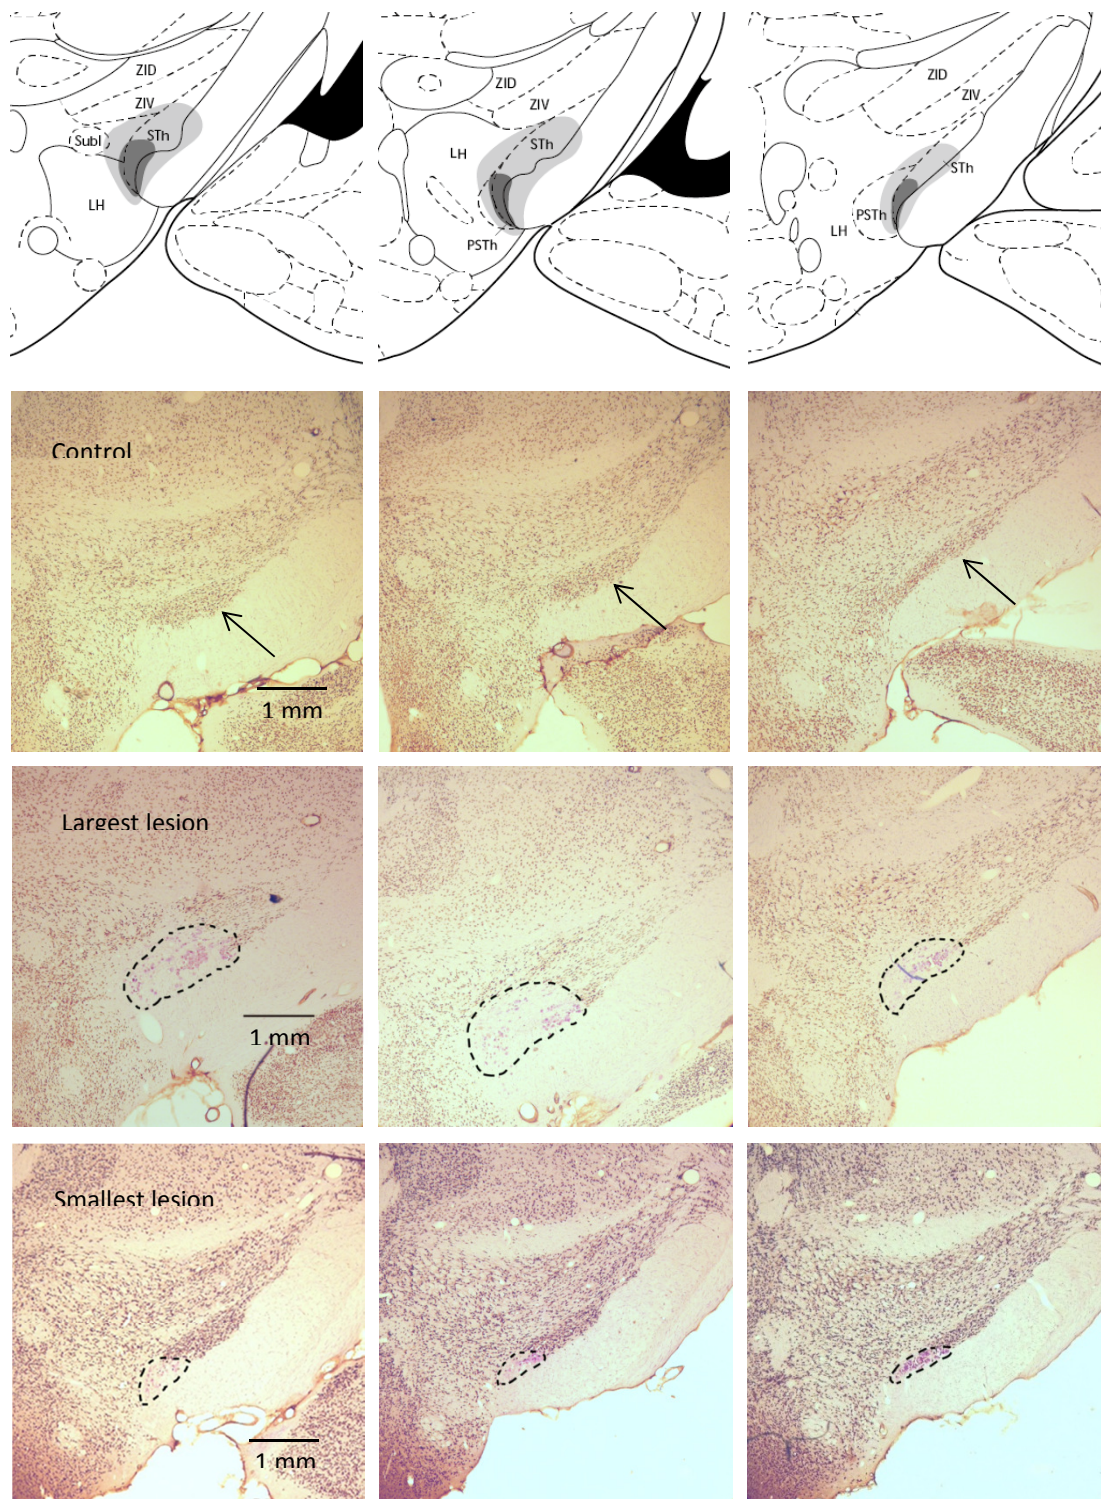 ZID
ZIV
SubI
STh
LH
ZID
ZIV
STh
LH
PSTh
ZID
ZIV
STh
PSTh
LH
Control
1 mm
Largest lesion
1 mm
Smallest lesion
1 mm